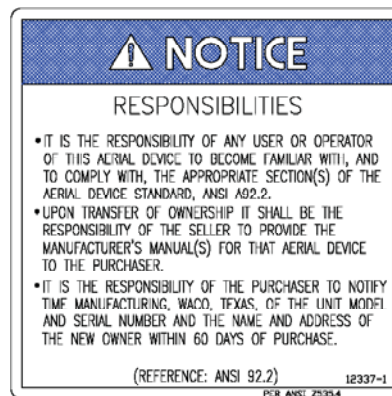 NOTICE
RESPONSIBILITIES
• IT IS THE RESPONSIBILITY OF ANY USER OR OPERATOR
OF THIS AERIAL DEVICE TO BECOME FAMILIAR WITH, AND
TO COMPLY WITH, THE APPROPRIATE SECTION(S) OF THE
AERIAL DEVICE STANDARD, ANSI A92.2.
• UPON TRANSFER OF OWNERSHIP IT SHALL BE THE
RESPONSIBILITY OF THE SELLER TO PROVIDE THE
MANUFACTURER'S MANUAL(S) FOR THAT AERIAL DEVICE
TO THE PURCHASER.
• IT IS THE RESPONSIBILITY OF THE PURCHASER TO NOTIFY
TIME MANUFACTURING, WACO, TEXAS, OF THE UNIT MODEL
AND SERIAL NUMBER AND THE NAME AND ADDRESS OF
THE NEW OWNER WITHIN 60 DAYS OF PURCHASE.
(REFERENCE: ANSI 92.2)
12337-1
PER ANSI Z535.4